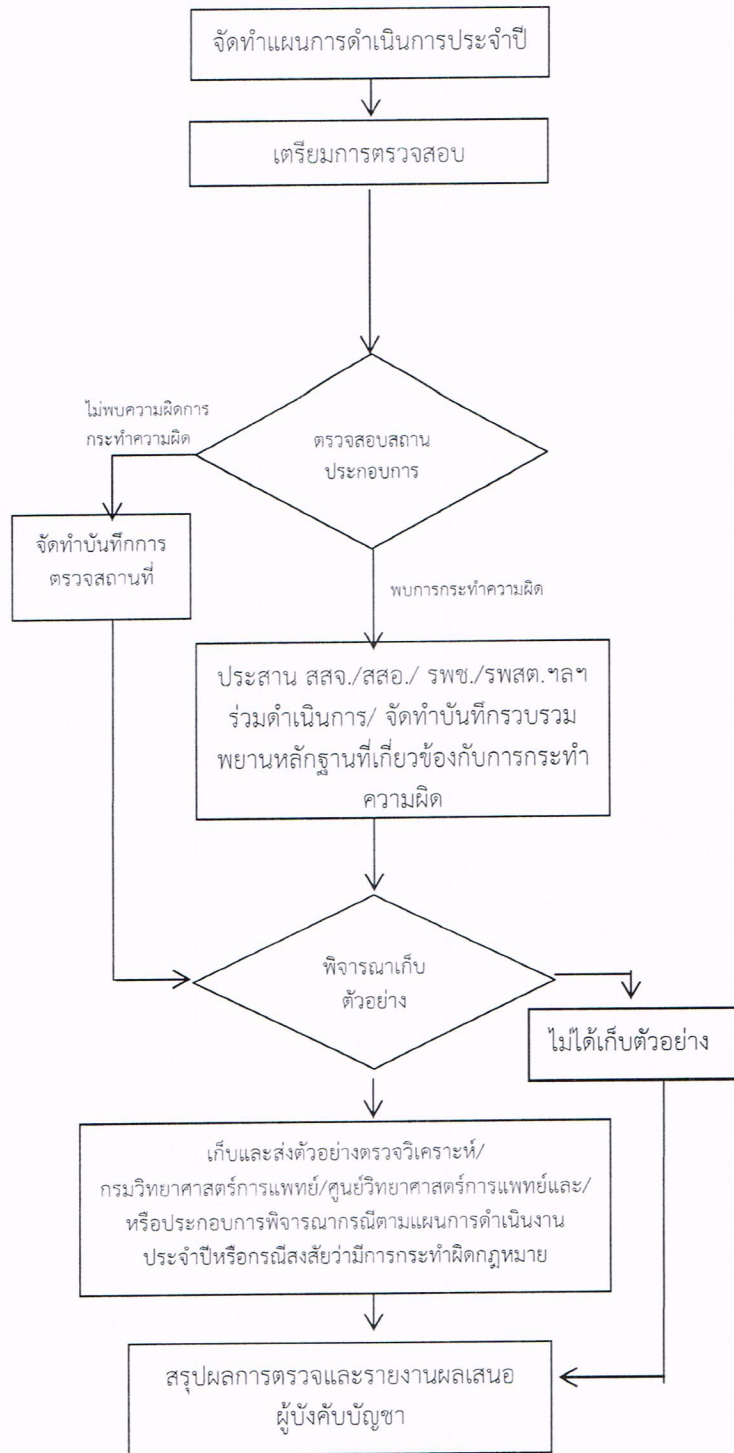 จัดทำแผนการดำเนินการประจำปี
เตรียมการตรวจสอบ
ไม่พบความผิดการ
กระทำความผิด
ตรวจสอบสถาน
ประกอบการ
จัดทำบันทึกการ
ตรวจสถานที่
พบการกระทำความผิด
ประสาน สสจ./สสอ./ รพช./รพสต.ฯลฯ
ร่วมดำเนินการ/ จัดทำบันทึกรวบรวม
พยานหลักฐานที่เกี่ยวข้องกับการกระทำ
ความผิด
พิจารณาเก็บ
ตัวอย่าง
ไม่ได้เก็บตัวอย่าง
เก็บและส่งตัวอย่างตรวจวิเคราะห์/
กรมวิทยาศาสตร์การแพทย์/ศูนย์วิทยาศาสตร์การแพทย์และ/
หรือประกอบการพิจารณากรณีตามแผนการดำเนินงาน
ประจำปีหรือกรณีสงสัยว่ามีการกระทำผิดกฎหมาย
สรุปผลการตรวจและรายงานผลเสนอ
ผู้บังคับบัญชา